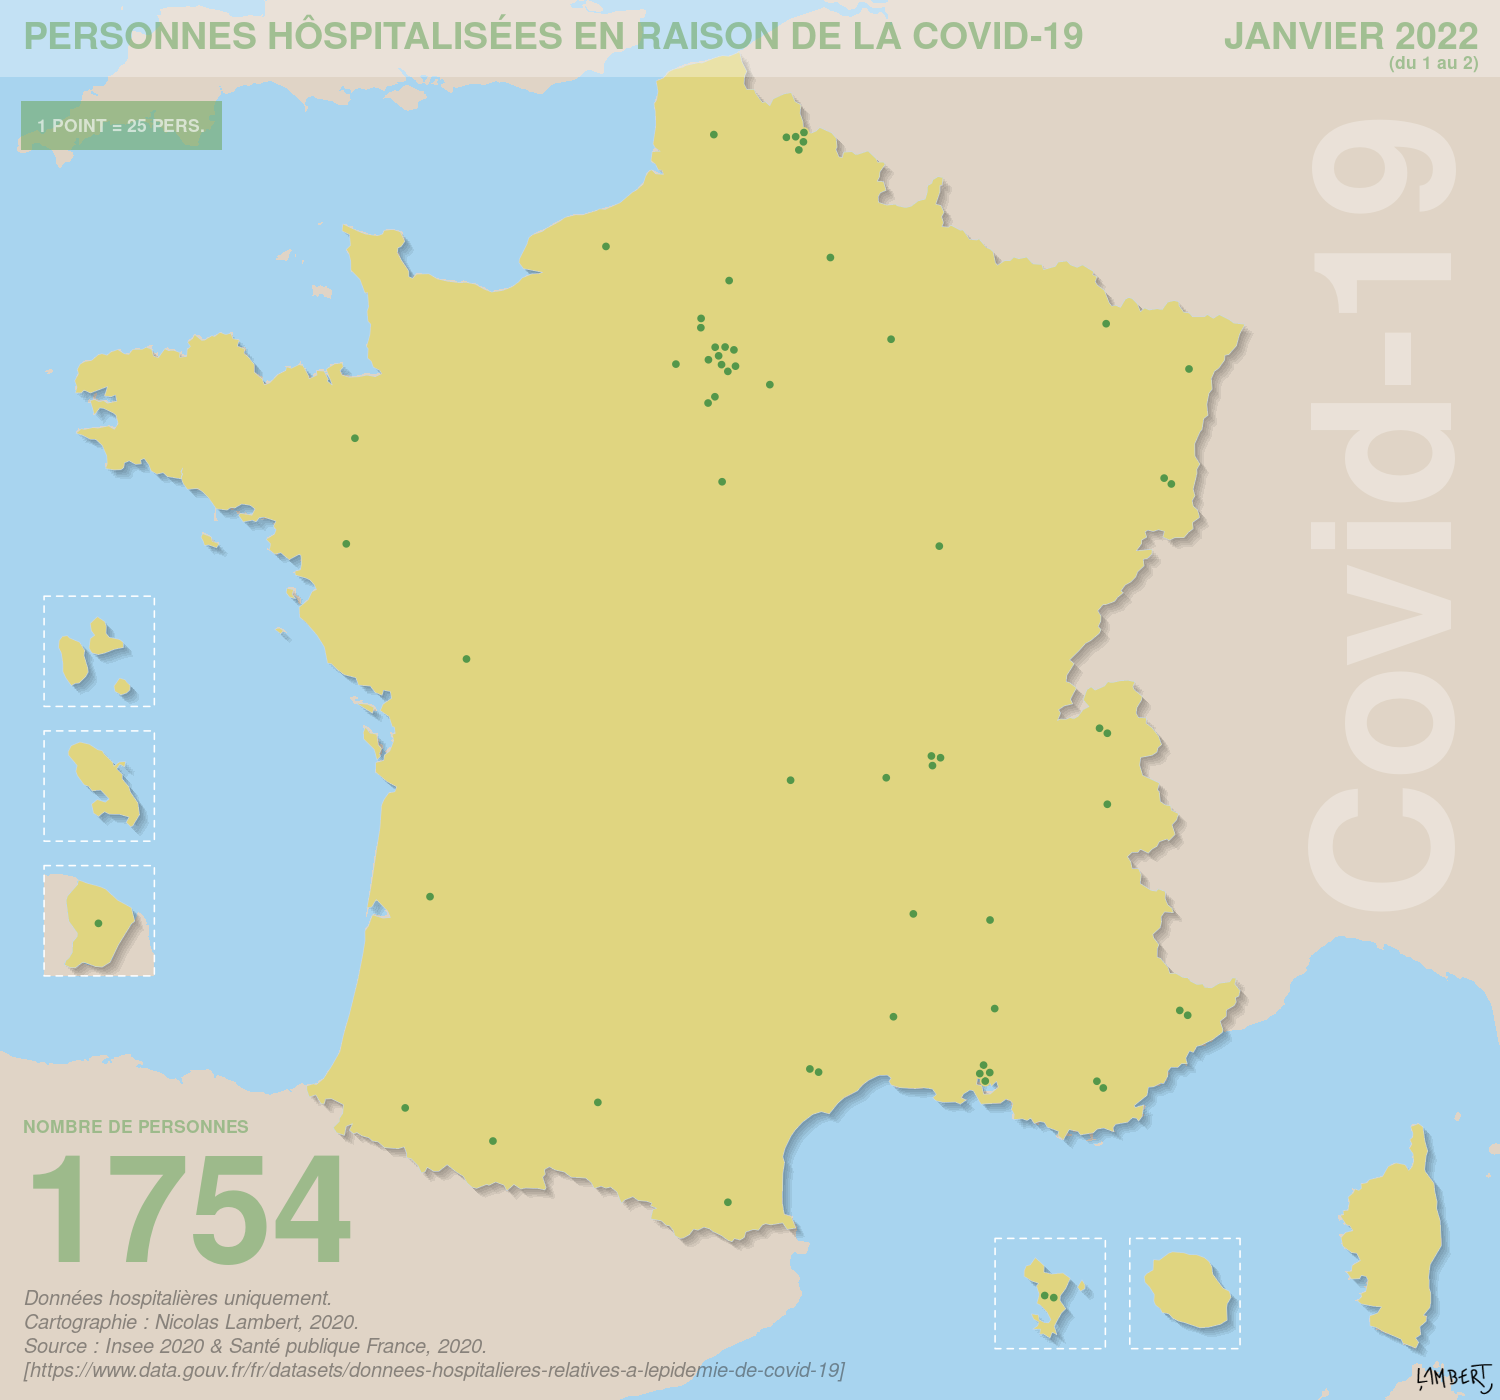 PERSONNES HÔSPITALISÉES EN RAISON DE LA COVID-19
JANVIER 2022
(du 1 au 2)
1 POINT = 25 PERS.
Covid-19
NOMBRE DE PERSONNES
1754
Données hospitalières uniquement.
Cartographie : Nicolas Lambert, 2020.
Source : Insee 2020 & Santé publique France, 2020.
[https://www.data.gouv.fr/fr/datasets/donnees-hospitalieres-relatives-a-lepidemie-de-covid-19]
LAMBERT